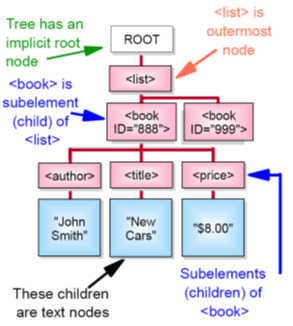 Tree has an
implicit root
node
ROOT
<list> is
outermost
node
<list>
<book> is
subelement
(child) of
<list>
<book
ID="888">
<book
ID="999">
<author>
<title>
<price>
"John
Smith"
"New
Cars"
"$8.00"
These children
are text nodes
Subelements
(children) of
<book>